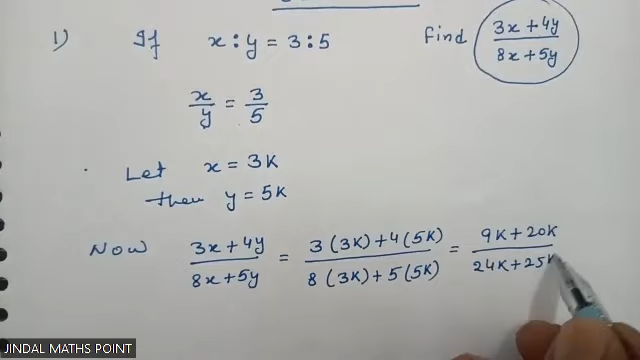 1) If x : y = 3 : 5 find (3x + 4y)/(8x + 5y)
x/y = 3/5
Let x = 3K
then y = 5K
Now (3x + 4y)/(8x + 5y) = (3 (3K) + 4 (5K))/(8 (3K) + 5 (5K)) = (9K + 20K)/(24K + 25K)
JINDAL MATHS POINT